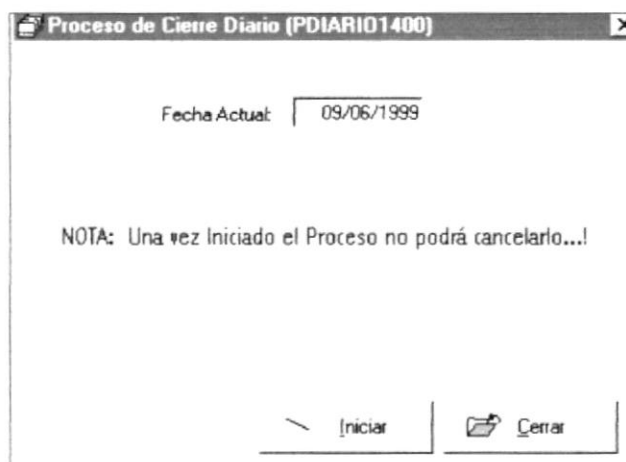 Proceso de Cierre Diario (PDIARIO1400)
Fecha Actual: 09/06/1999
NOTA: Una vez Iniciado el Proceso no podrá cancelarlo...!
Iniciar Cerrar